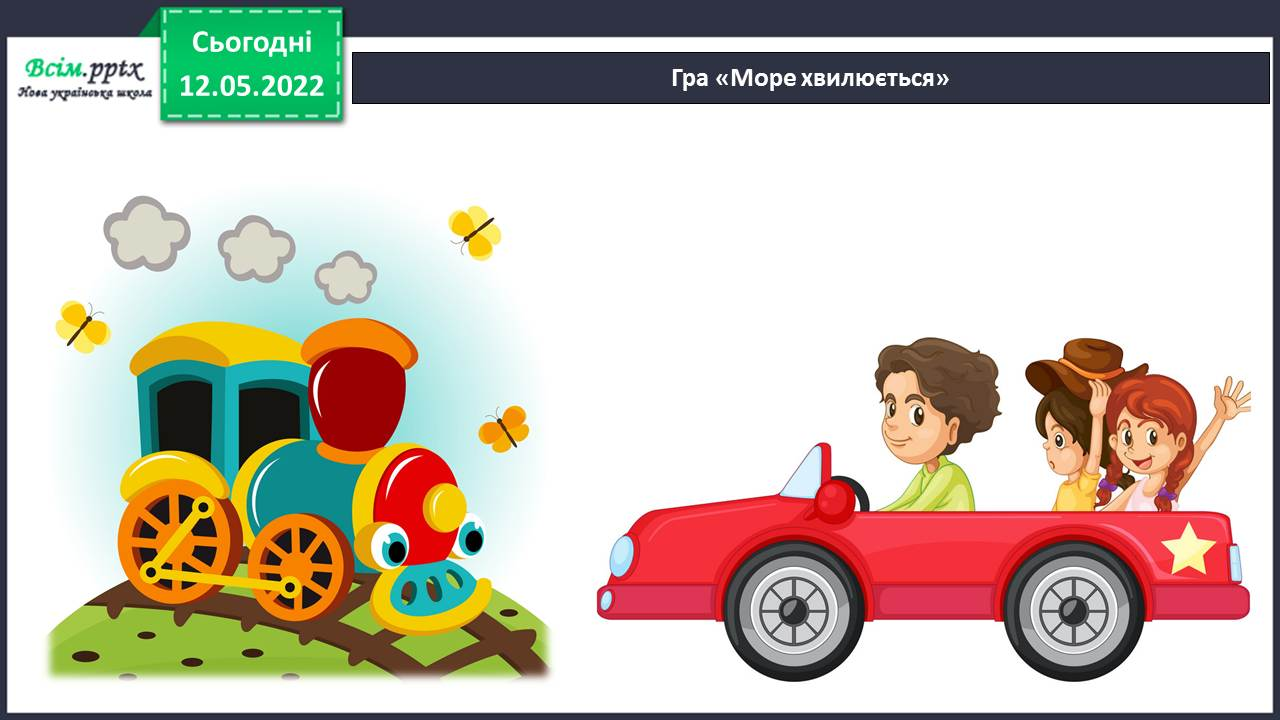 Всім.pptx
Нова українська школа
Сьогодні
12.05.2022
Гра «Море хвилюється»